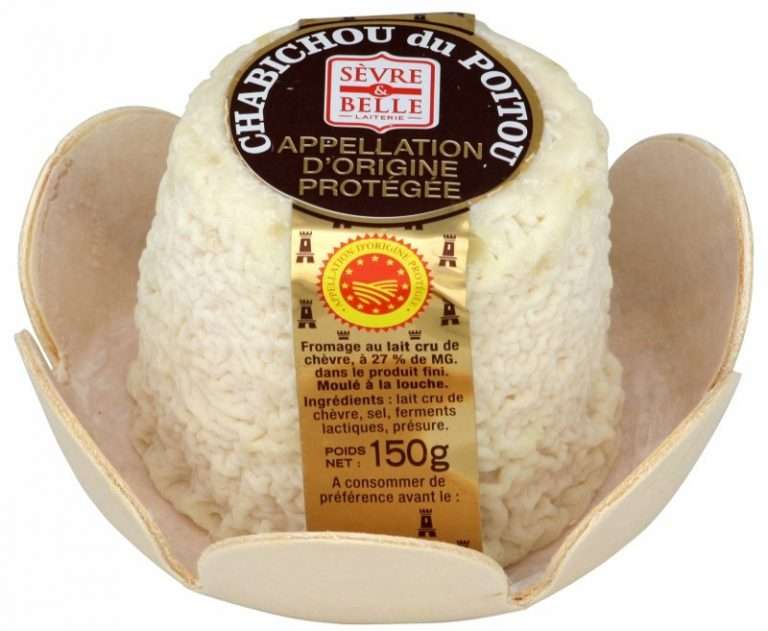 CHABICHOU du POITOU
SÈVRE
&
BELLE
LAITERIE
APPELLATION
D'ORIGINE
PROTÉGÉE
APPELLATION D'ORIGINE PROTÉGÉE
Fromage au lait cru de
chèvre, à 27 % de MG.
dans le produit fini.
Moulé à la louche.
Ingrédients : lait cru de
chèvre, sel, ferments
lactiques, présure.
POIDS
NET : 150g
A consommer de
préférence avant le :